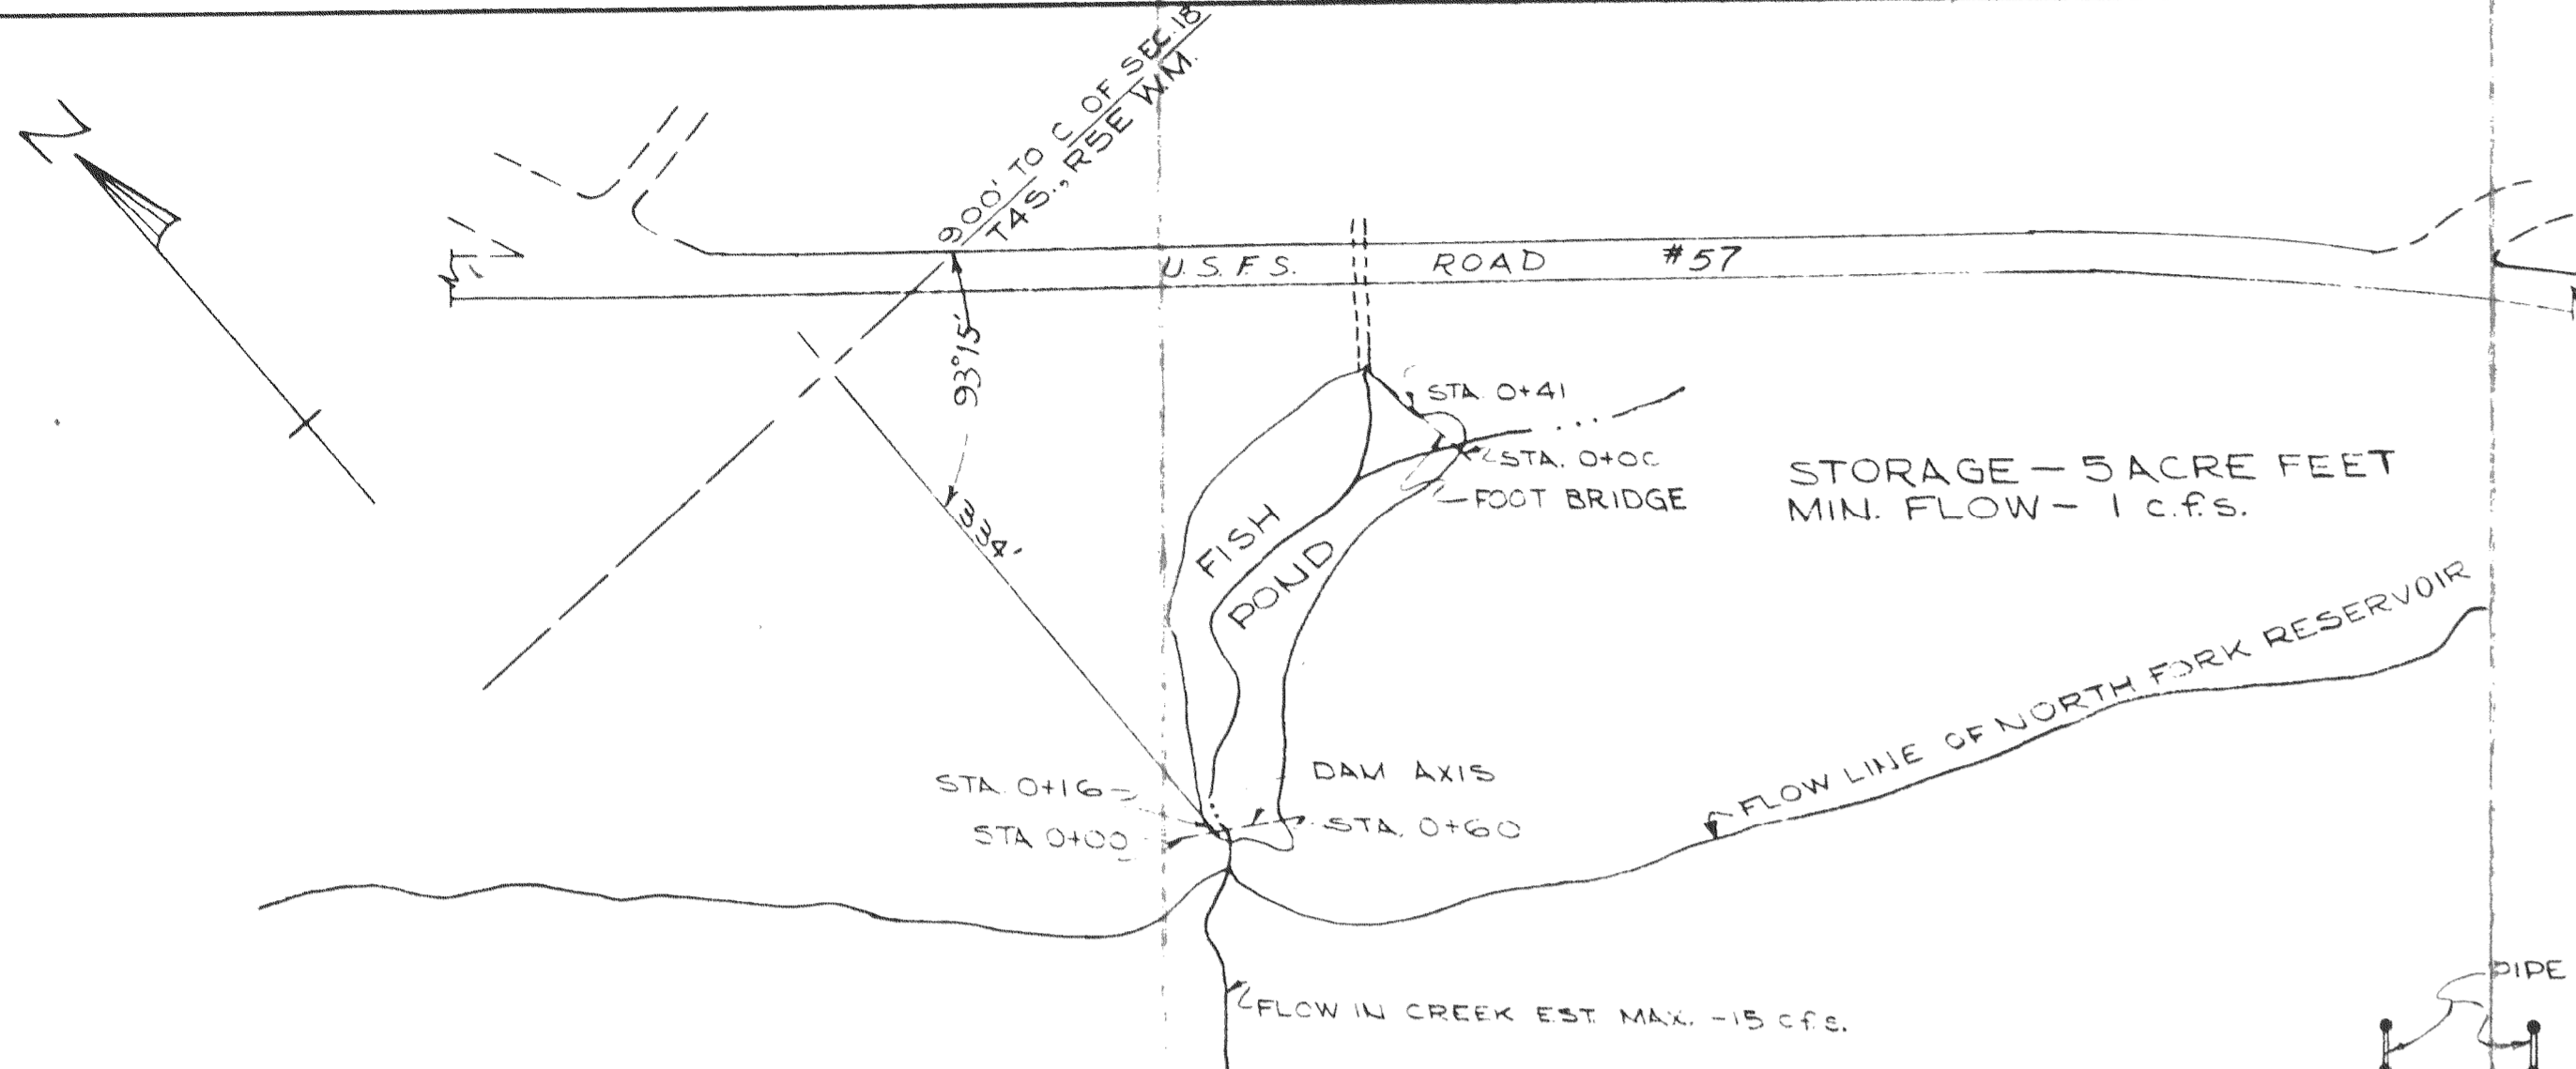 N
900' TO C OF SEC. 18
T4S., R5E W.M.
U.S.F.S. ROAD #57
93°15'
334'
STA. 0+41
STA. 0+00
FOOT BRIDGE
STORAGE — 5 ACRE FEET
MIN. FLOW — 1 c.f.s.
FISH
POND
FLOW LINE OF NORTH FORK RESERVOIR
DAM AXIS
STA. 0+16
STA. 0+60
STA 0+00
PIPE
FLOW IN CREEK EST. MAX. - 15 c.f.s.